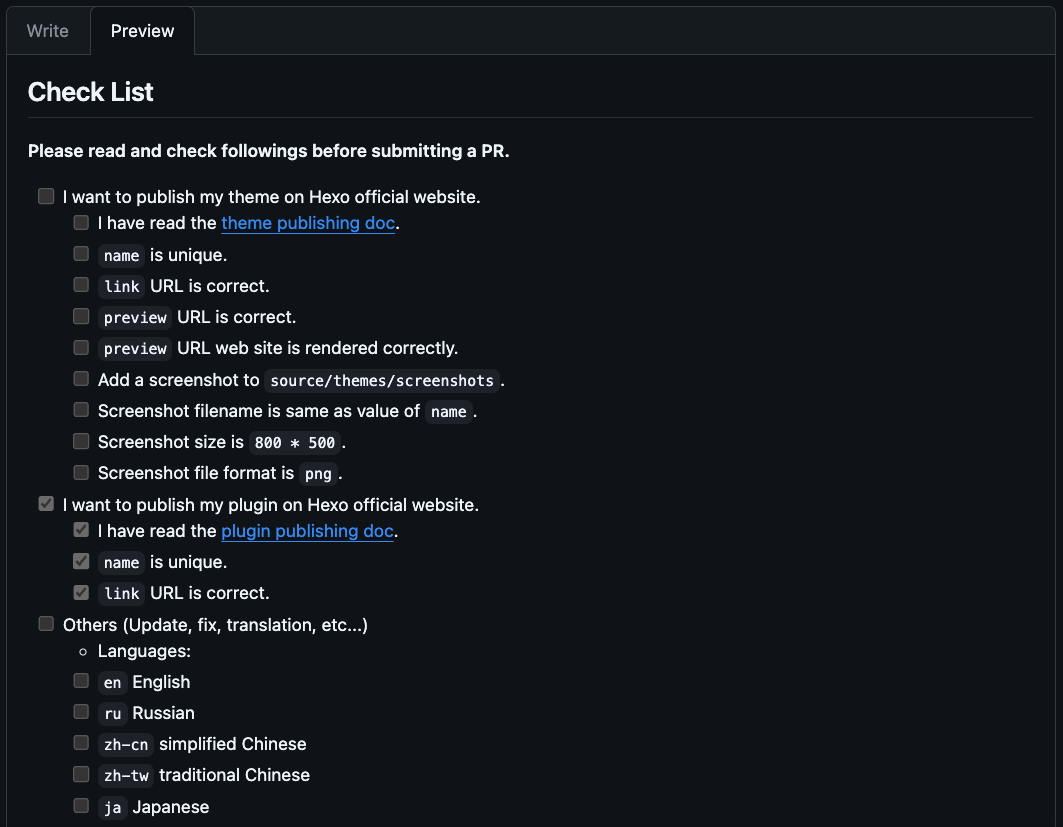 Write
Preview
Check List
Please read and check followings before submitting a PR.
I want to publish my theme on Hexo official website.
I have read the theme publishing doc.
name is unique.
link URL is correct.
preview URL is correct.
preview URL web site is rendered correctly.
Add a screenshot to source/themes/screenshots.
Screenshot filename is same as value of name.
Screenshot size is 800 * 500.
Screenshot file format is png.
I want to publish my plugin on Hexo official website.
I have read the plugin publishing doc.
name is unique.
link URL is correct.
Others (Update, fix, translation, etc...)
Languages:
en English
ru Russian
zh-cn simplified Chinese
zh-tw traditional Chinese
ja Japanese